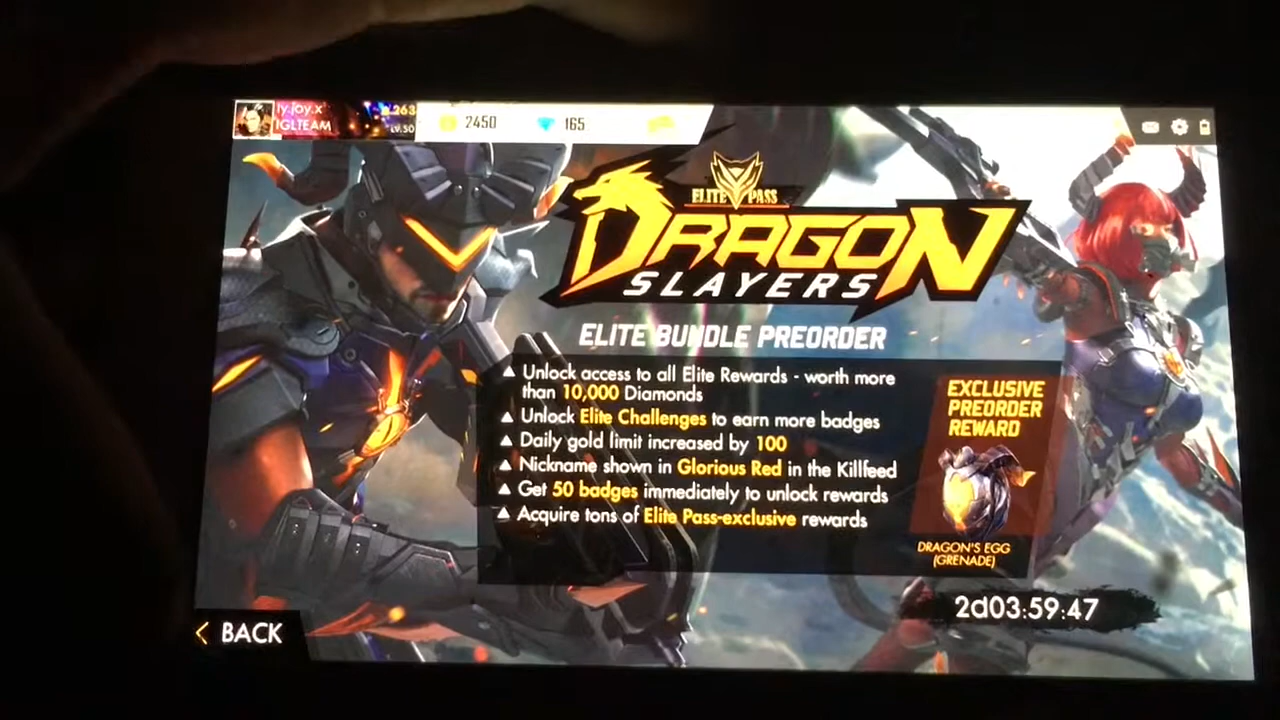 ly.joy.x
IGLTEAM
263
LV.50
2450
165
ELITE PASS
DRAGON
SLAYERS
ELITE BUNDLE PREORDER
Unlock access to all Elite Rewards - worth more
than 10,000 Diamonds
Unlock Elite Challenges to earn more badges
Daily gold limit increased by 100
Nickname shown in Glorious Red in the Killfeed
Get 50 badges immediately to unlock rewards
Acquire tons of Elite Pass-exclusive rewards
EXCLUSIVE
PREORDER
REWARD
DRAGON'S EGG
(GRENADE)
2d03:59:47
BACK